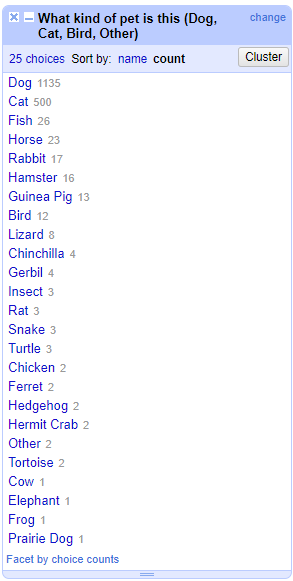 What kind of pet is this (Dog, change
Cat, Bird, Other)
25 choices Sort by: name count Cluster
Dog 1135
Cat 500
Fish 26
Horse 23
Rabbit 17
Hamster 16
Guinea Pig 13
Bird 12
Lizard 8
Chinchilla 4
Gerbil 4
Insect 3
Rat 3
Snake 3
Turtle 3
Chicken 2
Ferret 2
Hedgehog 2
Hermit Crab 2
Other 2
Tortoise 2
Cow 1
Elephant 1
Frog 1
Prairie Dog 1
Facet by choice counts